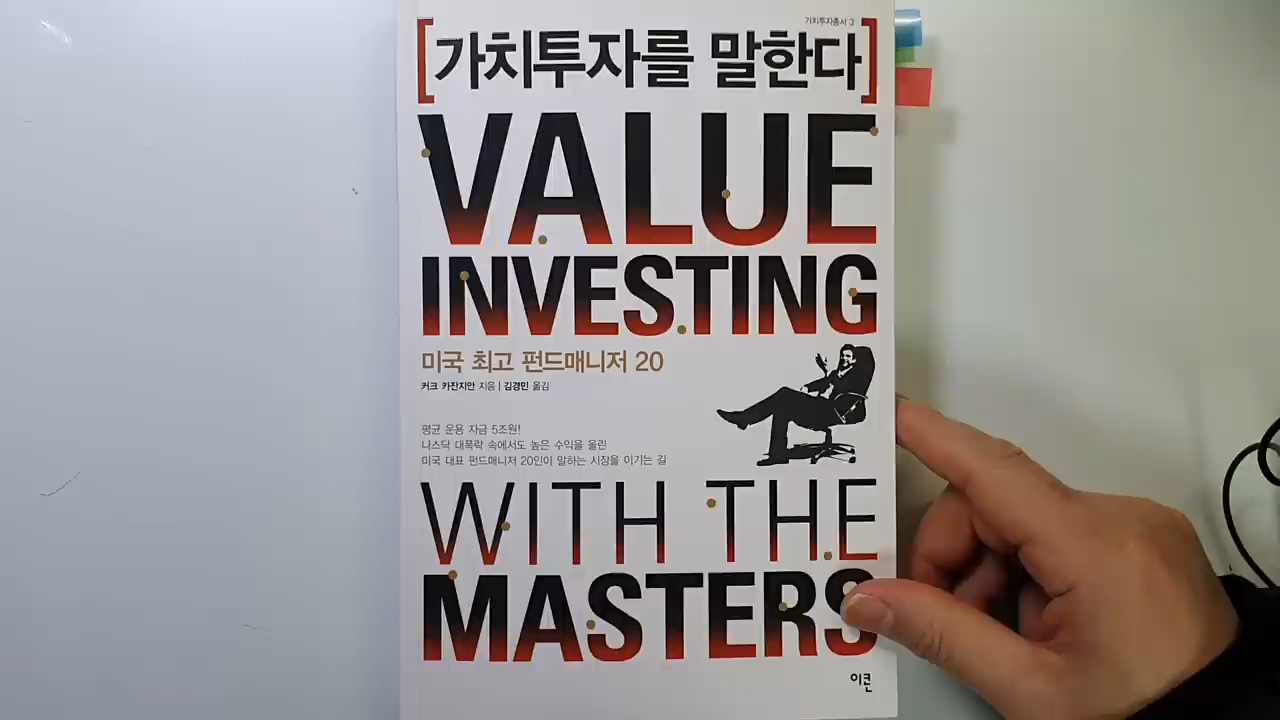 가치투자총서 3
[가치투자를 말한다]
VALUE
INVESTING
미국 최고 펀드매니저 20
커크 카잔지안 지음 | 김경민 옮김
평균 운용 자금 5조원!
나스닥 대폭락 속에서도 높은 수익을 올린
미국 대표 펀드매니저 20인이 말하는 시장을 이기는 길
WITH THE
MASTERS
이콘